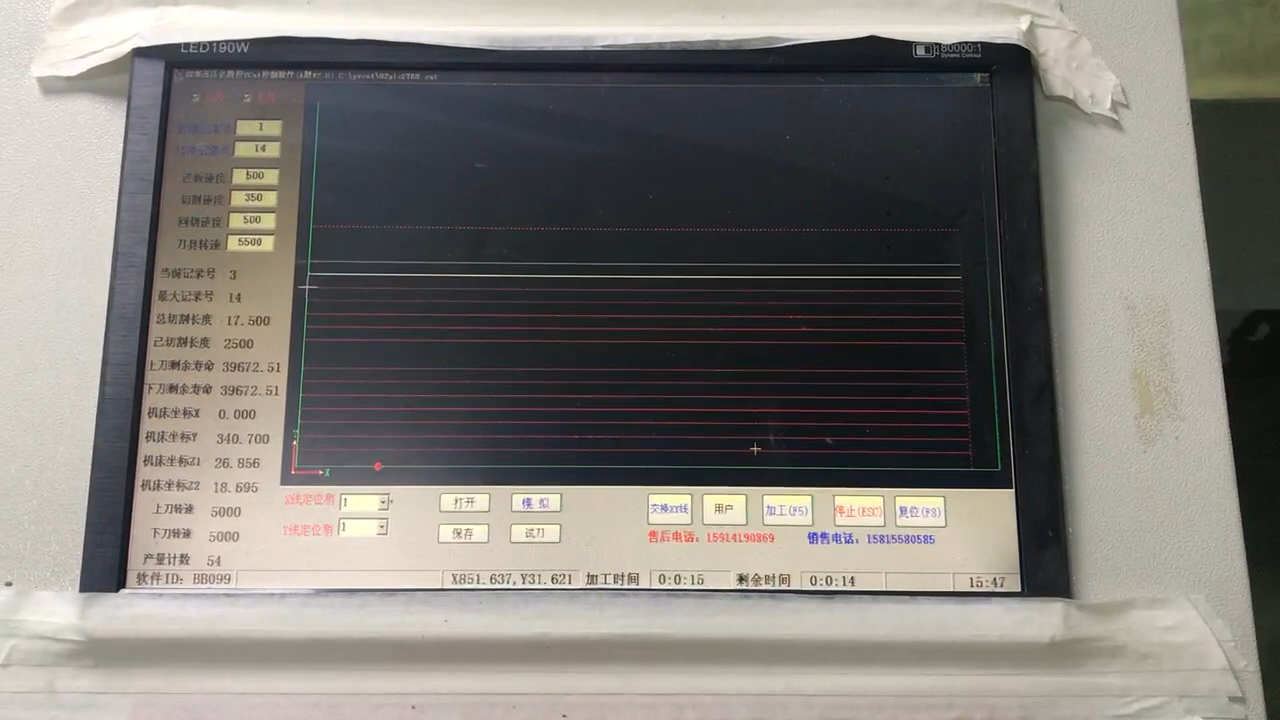 LED190W
80000:1
Dynamic Contrast
1
14
走板速度 500
切割速度 350
回切速度 500
刀具转速 5500
当前记录号 3
最大记录号 14
总切割长度 17.500
已切割长度 2500
上刀剩余寿命 39672.51
下刀剩余寿命 39672.51
机床坐标X 0.000
机床坐标Y 340.700
机床坐标Z1 26.856
机床坐标Z2 18.695
上刀转速 5000
下刀转速 5000
产量计数 54
X
X线定位销 1
Y线定位销 1
打开 模拟
保存 试刀
交换XY线 用户 加工(F5) 停止(ESC) 复位(F8)
售后电话：15914190869 销售电话：15815580585
软件ID: BB099 X851.637,Y31.621 加工时间 0:0:15 剩余时间 0:0:14 15:47